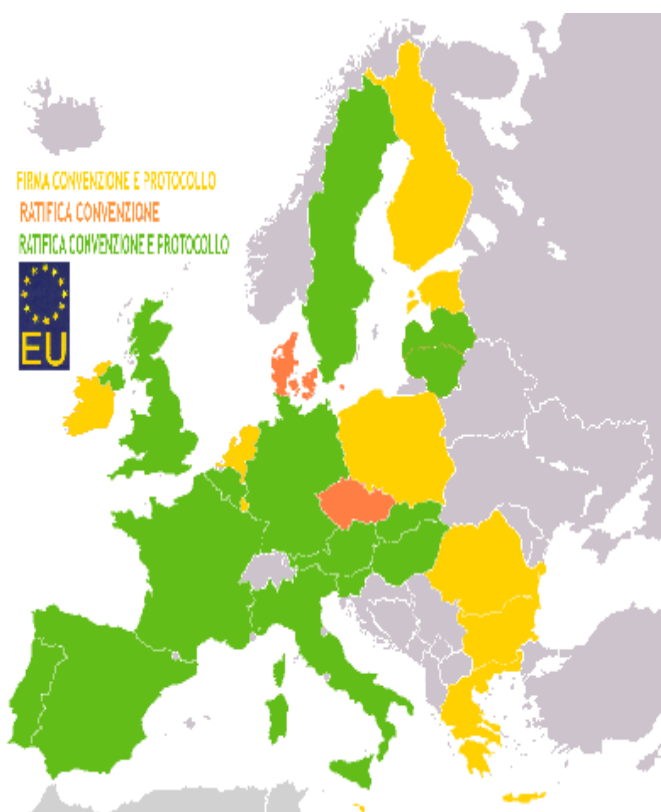 FIRMA CONVENZIONE E PROTOCOLLO
RATIFICA CONVENZIONE
RATIFICA CONVENZIONE E PROTOCOLLO
EU